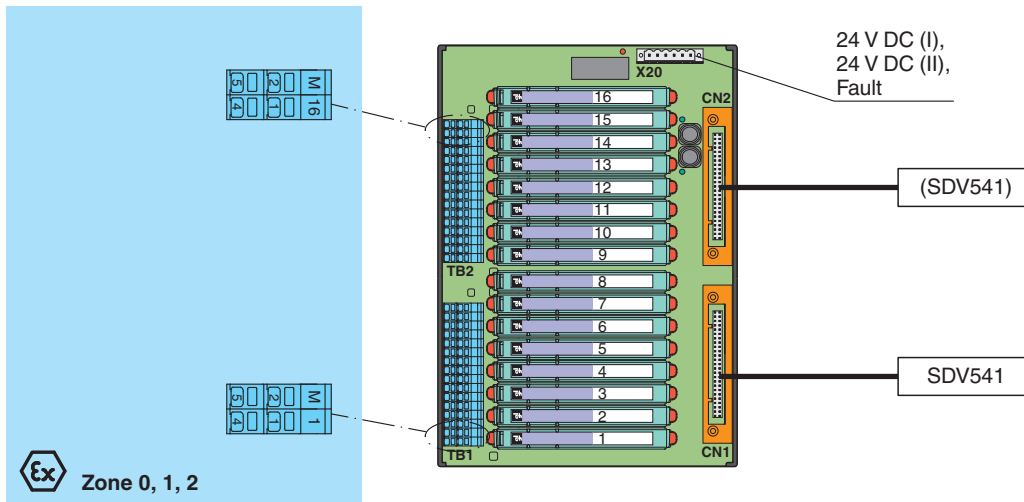 24 V DC (I),
24 V DC (II),
Fault
X20
5 2 M
4 1 16
CN2
16
15
14
13
12
11
10
9
TB2
(SDV541)
8
7
6
5
4
3
2
1
TB1
CN1
SDV541
5 2 M
4 1 1
Ex Zone 0, 1, 2